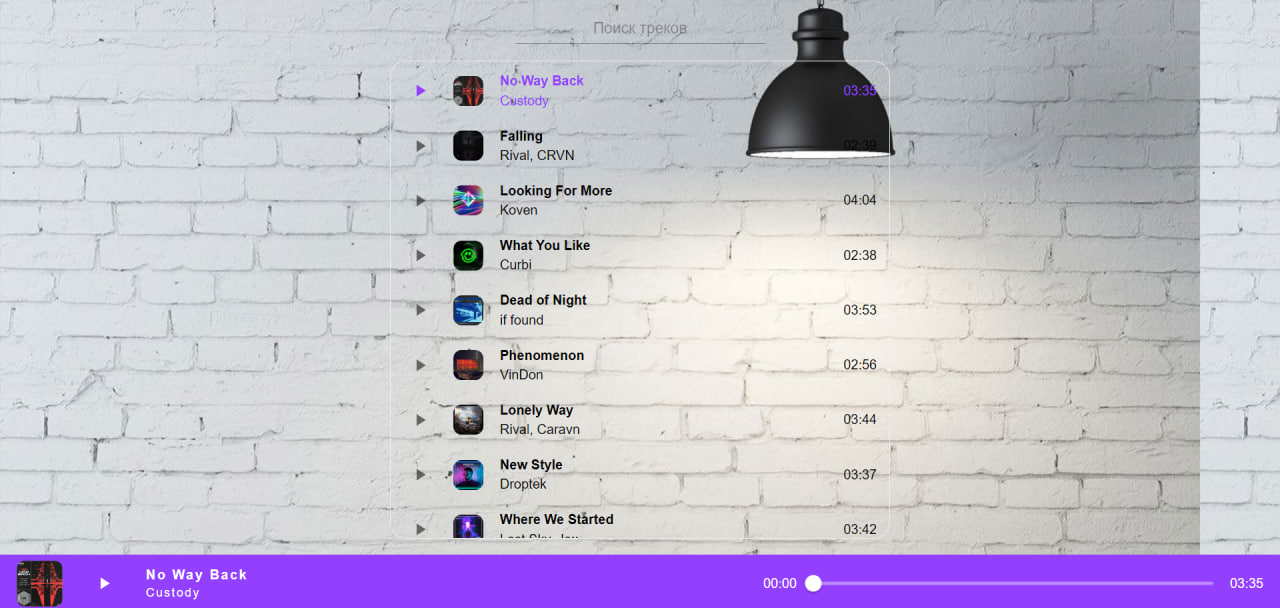 Поиск треков
No Way Back
Custody
03:35
Falling
Rival, CRVN
02:39
Looking For More
Koven
04:04
What You Like
Curbi
02:38
Dead of Night
if found
03:53
Phenomenon
VinDon
02:56
Lonely Way
Rival, Caravn
03:44
New Style
Droptek
03:37
Where We Started
Lost Sky, Jex
03:42
No Way Back
Custody
00:00
03:35